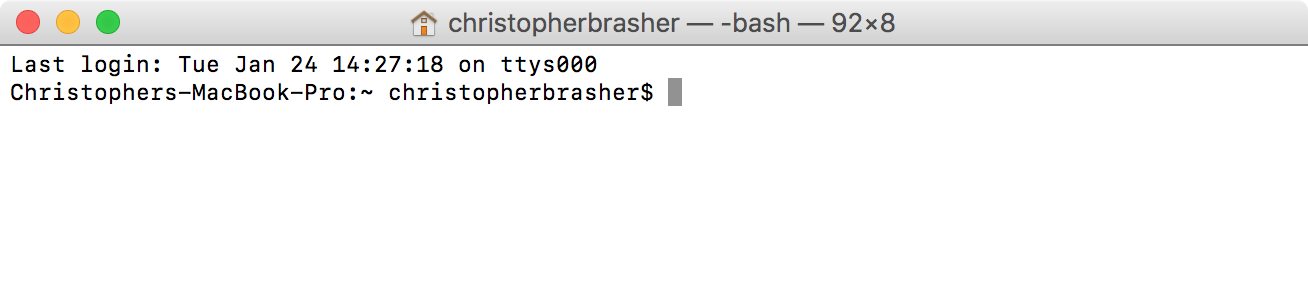 christopherbrasher — -bash — 92×8
Last login: Tue Jan 24 14:27:18 on ttys000
Christophers-MacBook-Pro:~ christopherbrasher$